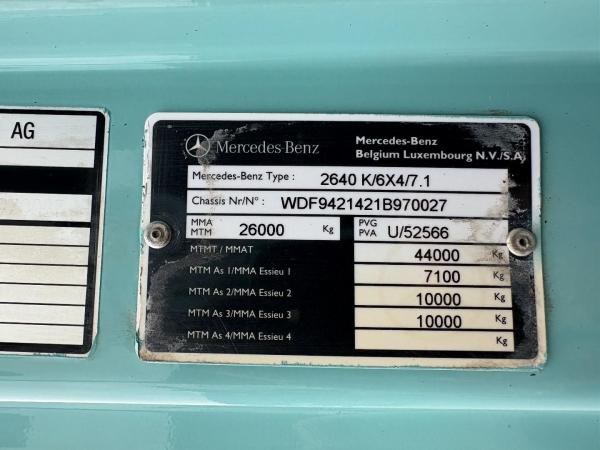 AG
Mercedes-Benz
Mercedes-Benz
Belgium Luxembourg N.V./S.A
Mercedes-Benz Type : 2640 K/6X4/7.1
Chassis Nr/N° : WDF9421421B970027
MMA
MTM 26000 Kg
PVG
PVA U/52566
MTMT / MMAT 44000 Kg
MTM As 1/MMA Essieu 1 7100 Kg
MTM As 2/MMA Essieu 2 10000 Kg
MTM As 3/MMA Essieu 3 10000 Kg
MTM As 4/MMA Essieu 4 Kg